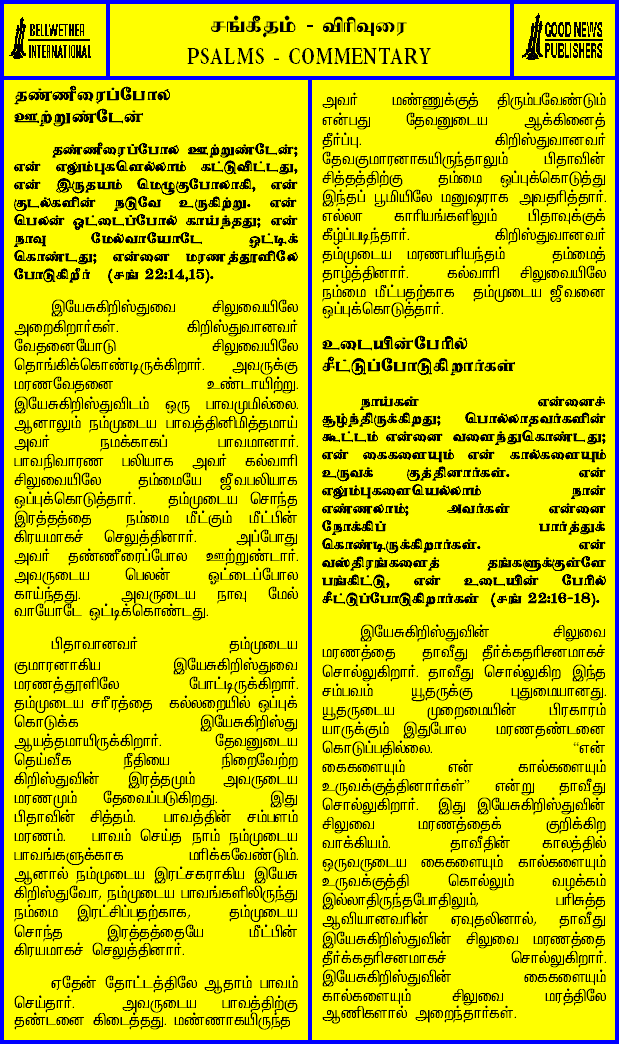 BELLWETHER
INTERNATIONAL
சங்கீதம் - விரிவுரை
PSALMS - COMMENTARY
GOOD NEWS
PUBLISHERS
தண்ணீரைப்போல
ஊற்றுண்டேன்
தண்ணீரைப்போல ஊற்றுண்டேன்;
என் எலும்புகளெல்லாம் கட்டுவிட்டது,
என் இருதயம் மெழுகுபோலாகி, என்
குடல்களின் நடுவே உருகிற்று. என்
பெலன் ஓட்டைப்போல் காய்ந்தது; என்
நாவு மேல்வாயோடே ஒட்டிக்
கொண்டது; என்னை மரணத்தூளிலே
போடுகிறீர் (சங் 22:14,15).
இயேசுகிறிஸ்துவை சிலுவையிலே
அறைகிறார்கள். கிறிஸ்துவானவர்
வேதனையோடு சிலுவையிலே
தொங்கிக்கொண்டிருக்கிறார். அவருக்கு
மரணவேதனை உண்டாயிற்று.
இயேசுகிறிஸ்துவிடம் ஒரு பாவமுமில்லை.
ஆனாலும் நம்முடைய பாவத்தினிமித்தமாய்
அவர் நமக்காகப் பாவமானார்.
பாவநிவாரண பலியாக அவர் கல்வாரி
சிலுவையிலே தம்மையே ஜீவபலியாக
ஒப்புக்கொடுத்தார். தம்முடைய சொந்த
இரத்தத்தை நம்மை மீட்கும் மீட்பின்
கிரயமாகச் செலுத்தினார். அப்போது
அவர் தண்ணீரைப்போல ஊற்றுண்டார்.
அவருடைய பெலன் ஓட்டைப்போல
காய்ந்தது. அவருடைய நாவு மேல்
வாயோடே ஒட்டிக்கொண்டது.
பிதாவானவர் தம்முடைய
குமாரனாகிய இயேசுகிறிஸ்துவை
மரணத்தூளிலே போட்டிருக்கிறார்.
தம்முடைய சரீரத்தை கல்லறையில் ஒப்புக்
கொடுக்க இயேசுகிறிஸ்து
ஆயத்தமாயிருக்கிறார். தேவனுடைய
தெய்வீக நீதியை நிறைவேற்ற
கிறிஸ்துவின் இரத்தமும் அவருடைய
மரணமும் தேவைப்படுகிறது. இது
பிதாவின் சித்தம். பாவத்தின் சம்பளம்
மரணம். பாவம் செய்த நாம் நம்முடைய
பாவங்களுக்காக மரிக்கவேண்டும்.
ஆனால் நம்முடைய இரட்சகராகிய இயேசு
கிறிஸ்துவோ, நம்முடைய பாவங்களிலிருந்து
நம்மை இரட்சிப்பதற்காக, தம்முடைய
சொந்த இரத்தத்தையே மீட்பின்
கிரயமாகச் செலுத்தினார்.
ஏதேன் தோட்டத்திலே ஆதாம் பாவம்
செய்தார். அவருடைய பாவத்திற்கு
தண்டனை கிடைத்தது. மண்ணாகயிருந்த
அவர் மண்ணுக்குத் திரும்பவேண்டும்
என்பது தேவனுடைய ஆக்கினைத்
தீர்ப்பு. கிறிஸ்துவானவர்
தேவகுமாரனாகயிருந்தாலும் பிதாவின்
சித்தத்திற்கு தம்மை ஒப்புக்கொடுத்து
இந்தப் பூமியிலே மனுஷராக அவதரித்தார்.
எல்லா காரியங்களிலும் பிதாவுக்குக்
கீழ்ப்படிந்தார். கிறிஸ்துவானவர்
தம்முடைய மரணபரியந்தம் தம்மைத்
தாழ்த்தினார். கல்வாரி சிலுவையிலே
நம்மை மீட்பதற்காக தம்முடைய ஜீவனை
ஒப்புக்கொடுத்தார்.
உடையின்பேரில்
சீட்டுப்போடுகிறார்கள்
நாய்கள் என்னைச்
சூழ்ந்திருக்கிறது; பொல்லாதவர்களின்
கூட்டம் என்னை வளைந்துகொண்டது;
என் கைகளையும் என் கால்களையும்
உருவக் குத்தினார்கள். என்
எலும்புகளையெல்லாம் நான்
எண்ணலாம்; அவர்கள் என்னை
நோக்கிப் பார்த்துக்
கொண்டிருக்கிறார்கள். என்
வஸ்திரங்களைத் தங்களுக்குள்ளே
பங்கிட்டு, என் உடையின் பேரில்
சீட்டுப்போடுகிறார்கள் (சங் 22:16-18).
இயேசுகிறிஸ்துவின் சிலுவை
மரணத்தை தாவீது தீர்க்கதரிசனமாகச்
சொல்லுகிறார். தாவீது சொல்லுகிற இந்த
சம்பவம் யூதருக்கு புதுமையானது.
யூதருடைய முறைமையின் பிரகாரம்
யாருக்கும் இதுபோல மரணதண்டனை
கொடுப்பதில்லை. “என்
கைகளையும் என் கால்களையும்
உருவக்குத்தினார்கள்” என்று தாவீது
சொல்லுகிறார். இது இயேசுகிறிஸ்துவின்
சிலுவை மரணத்தைக் குறிக்கிற
வாக்கியம். தாவீதின் காலத்தில்
ஒருவருடைய கைகளையும் கால்களையும்
உருவக்குத்தி கொல்லும் வழக்கம்
இல்லாதிருந்தபோதிலும், பரிசுத்த
ஆவியானவரின் ஏவுதலினால், தாவீது
இயேசுகிறிஸ்துவின் சிலுவை மரணத்தை
தீர்க்கதரிசனமாகச் சொல்லுகிறார்.
இயேசுகிறிஸ்துவின் கைகளையும்
கால்களையும் சிலுவை மரத்திலே
ஆணிகளால் அறைந்தார்கள்.